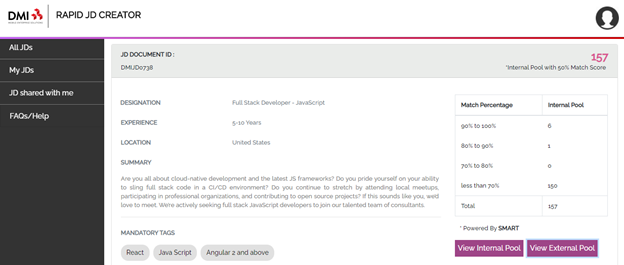 DMI
RAPID JD CREATOR
All JDs
My JDs
JD shared with me
FAQs/Help
JD DOCUMENT ID :
DMIJD0738
157
*Internal Pool with 50% Match Score
DESIGNATION Full Stack Developer - JavaScript
EXPERIENCE 5-10 Years
LOCATION United States
SUMMARY
Are you all about cloud-native development and the latest JS frameworks? Do you pride yourself on your ability
to sling full stack code in a CI/CD environment? Do you continue to stretch by attending local meetups,
participating in professional organizations, and contributing to open source projects? If this sounds like you, we'd
love to meet. We're actively seeking full stack JavaScript developers to join our talented team of consultants.
MANDATORY TAGS
React Java Script Angular 2 and above
Match Percentage Internal Pool
90% to 100% 6
80% to 90% 1
70% to 80% 0
less than 70% 150
Total 157
* Powered By SMART
View Internal Pool View External Pool